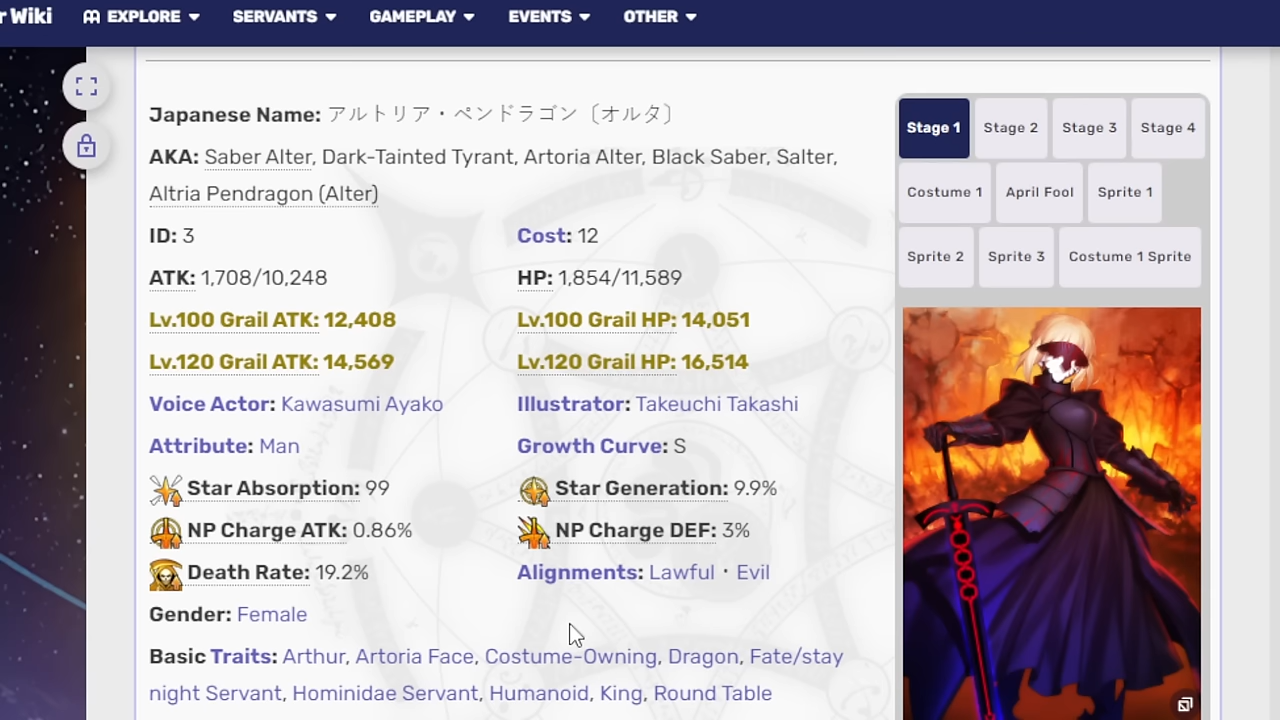 r Wiki EXPLORE SERVANTS GAMEPLAY EVENTS OTHER
Japanese Name: アルトリア・ペンドラゴン〔オルタ〕
AKA: Saber Alter, Dark-Tainted Tyrant, Artoria Alter, Black Saber, Salter,
Altria Pendragon (Alter)
ID: 3 Cost: 12
ATK: 1,708/10,248 HP: 1,854/11,589
Lv.100 Grail ATK: 12,408 Lv.100 Grail HP: 14,051
Lv.120 Grail ATK: 14,569 Lv.120 Grail HP: 16,514
Voice Actor: Kawasumi Ayako Illustrator: Takeuchi Takashi
Attribute: Man Growth Curve: S
Star Absorption: 99 Star Generation: 9.9%
NP Charge ATK: 0.86% NP Charge DEF: 3%
Death Rate: 19.2% Alignments: Lawful・Evil
Gender: Female
Basic Traits: Arthur, Artoria Face, Costume-Owning, Dragon, Fate/stay
night Servant, Hominidae Servant, Humanoid, King, Round Table
Stage 1 Stage 2 Stage 3 Stage 4
Costume 1 April Fool Sprite 1
Sprite 2 Sprite 3 Costume 1 Sprite